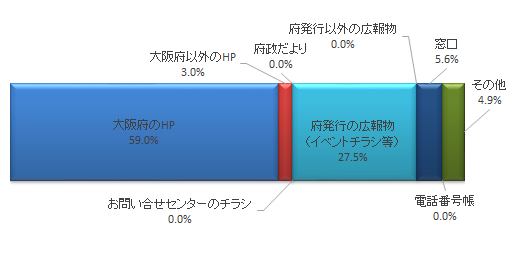 府発行以外の広報物
0.0%
大阪府以外のHP
3.0%
府政だより
0.0%
窓口
5.6%
その他
4.9%
大阪府のHP
59.0%
府発行の広報物
（イベントチラシ等）
27.5%
お問い合せセンターのチラシ
0.0%
電話番号帳
0.0%